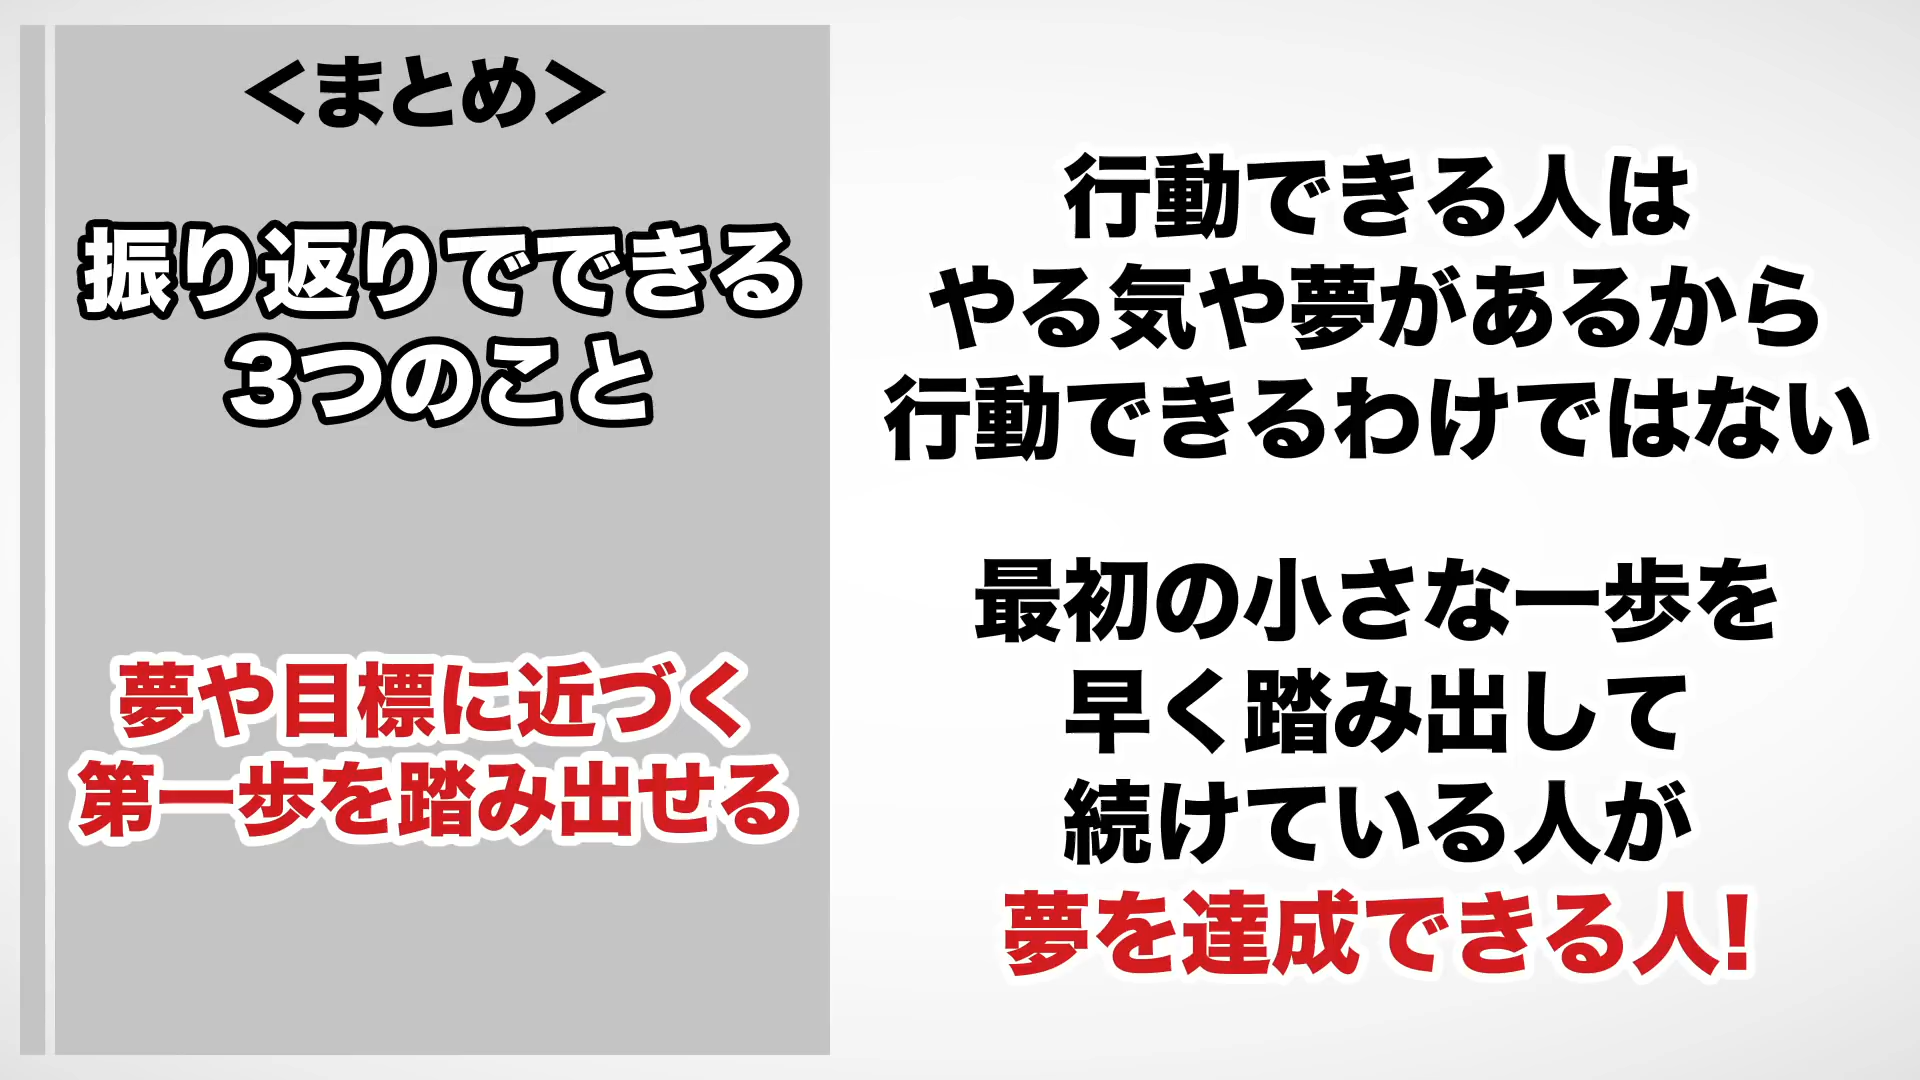 ＜まとめ＞
振り返りでできる
3つのこと
夢や目標に近づく
第一歩を踏み出せる
行動できる人は
やる気や夢があるから
行動できるわけではない
最初の小さな一歩を
早く踏み出して
続けている人が
夢を達成できる人!